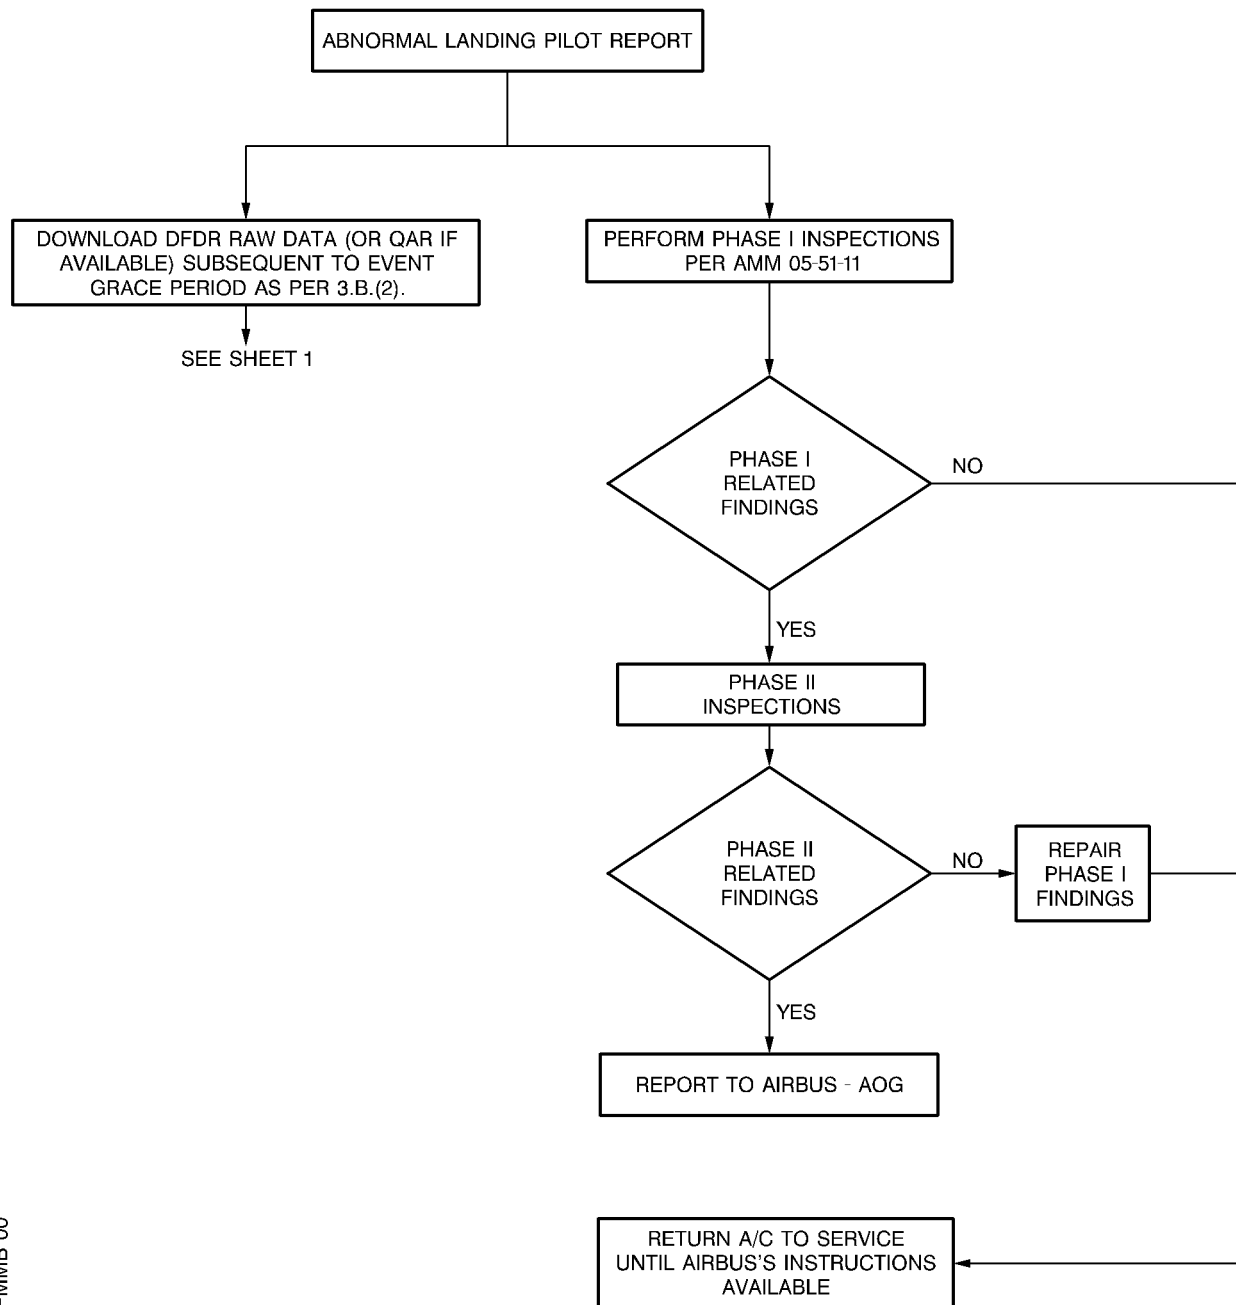 ABNORMAL LANDING PILOT REPORT
DOWNLOAD DFDR RAW DATA (OR QAR IF
AVAILABLE) SUBSEQUENT TO EVENT
GRACE PERIOD AS PER 3.B.(2).
SEE SHEET 1
PERFORM PHASE I INSPECTIONS
PER AMM 05-51-11
PHASE I
RELATED
FINDINGS
NO
YES
PHASE II
INSPECTIONS
PHASE II
RELATED
FINDINGS
NO
REPAIR
PHASE I
FINDINGS
YES
REPORT TO AIRBUS - AOG
RETURN A/C TO SERVICE
UNTIL AIRBUS'S INSTRUCTIONS
AVAILABLE